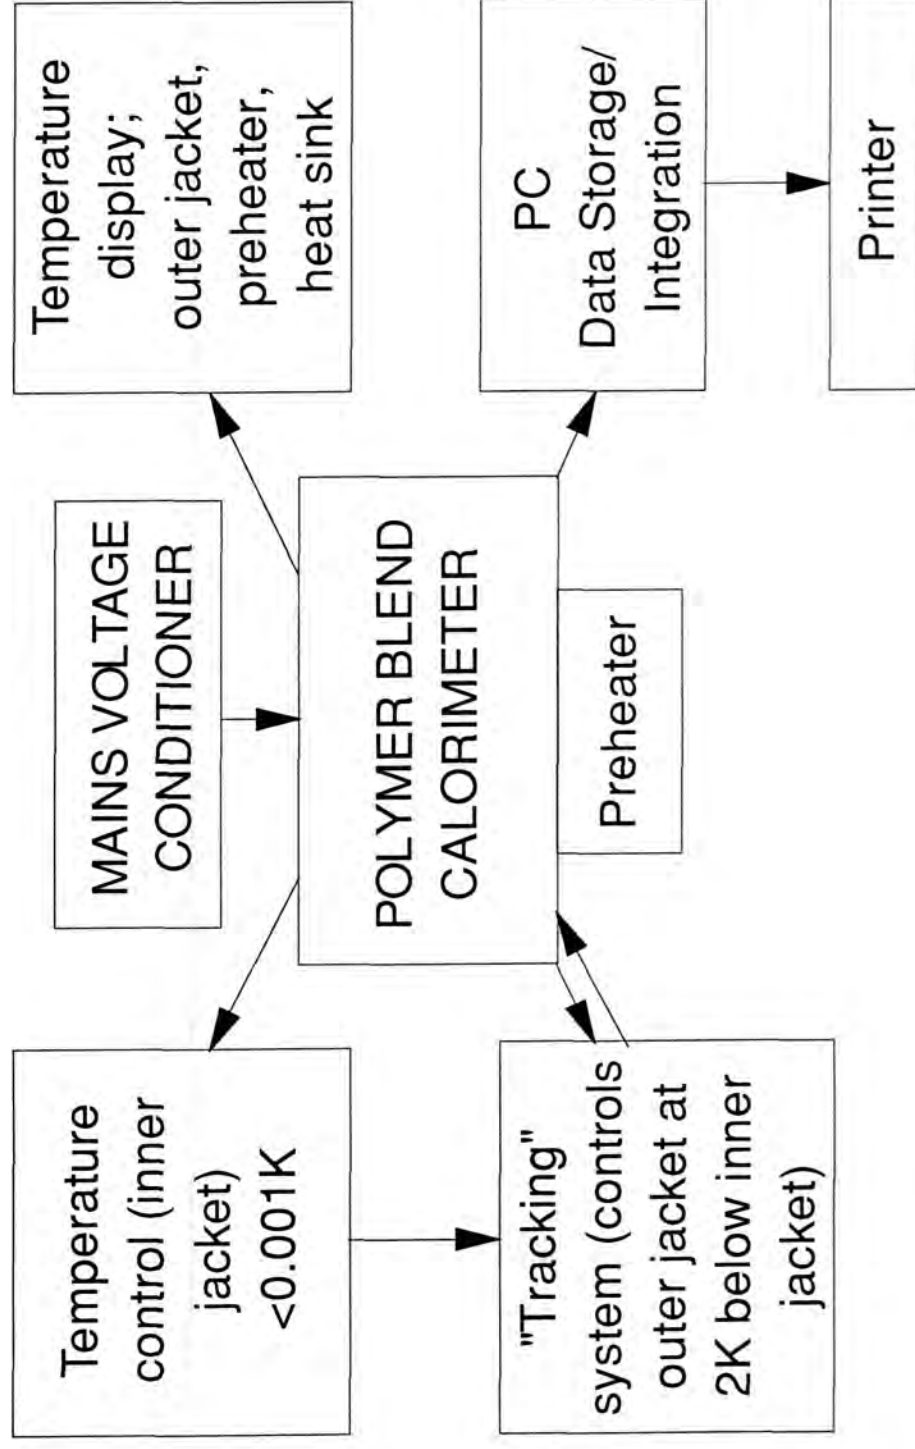 Temperature
control (inner
jacket)
<0.001K
MAINS VOLTAGE
CONDITIONER
Temperature
display;
outer jacket,
preheater,
heat sink
POLYMER BLEND
CALORIMETER
"Tracking"
system (controls
outer jacket at
2K below inner
jacket)
Preheater
PC
Data Storage/
Integration
Printer